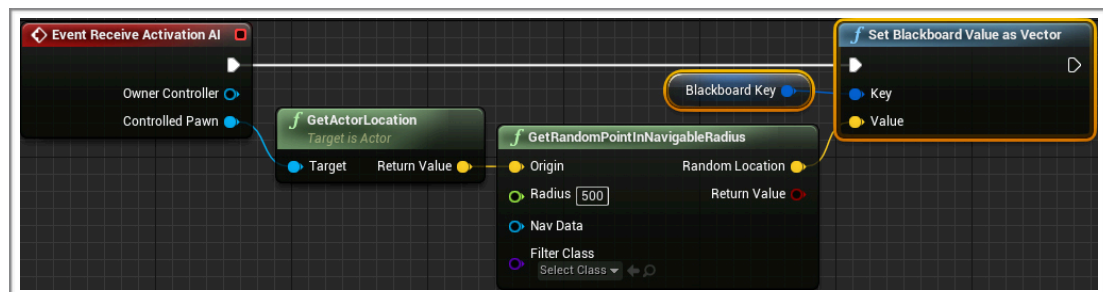 Event Receive Activation AI
Owner Controller
Controlled Pawn
GetActorLocation
Target is Actor
Target
Return Value
GetRandomPointInNavigableRadius
Origin
Random Location
Radius 500
Return Value
Nav Data
Filter Class
Select Class
Blackboard Key
f Set Blackboard Value as Vector
Key
Value